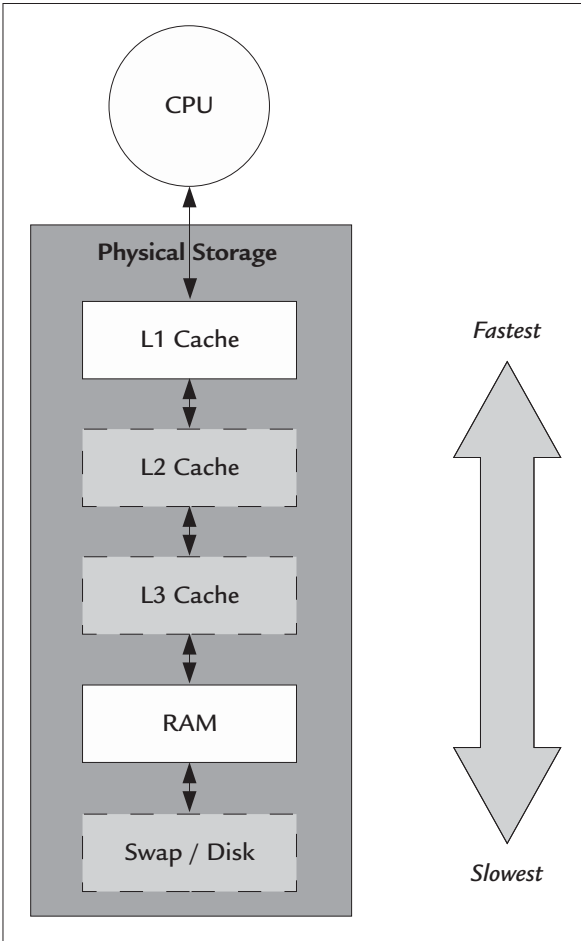 CPU
Physical Storage
L1 Cache
Fastest
L2 Cache
L3 Cache
RAM
Swap / Disk
Slowest